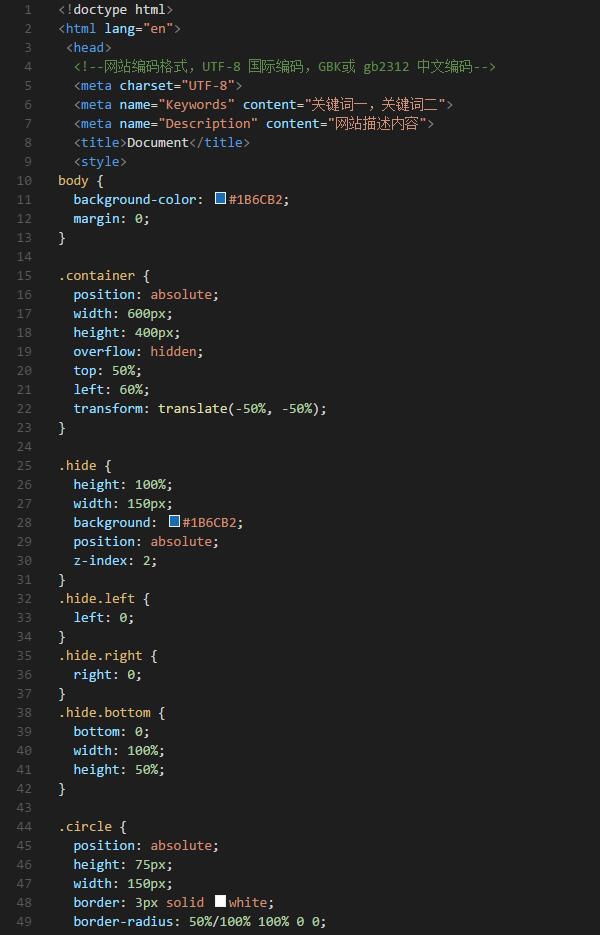 1 <!doctype html>
2 <html lang="en">
3 <head>
4 <!--网站编码格式，UTF-8 国际编码，GBK或 gb2312 中文编码-->
5 <meta charset="UTF-8">
6 <meta name="Keywords" content="关键词一，关键词二">
7 <meta name="Description" content="网站描述内容">
8 <title>Document</title>
9 <style>
10 body {
11 background-color: #1B6CB2;
12 margin: 0;
13 }
14
15 .container {
16 position: absolute;
17 width: 600px;
18 height: 400px;
19 overflow: hidden;
20 top: 50%;
21 left: 60%;
22 transform: translate(-50%, -50%);
23 }
24
25 .hide {
26 height: 100%;
27 width: 150px;
28 background: #1B6CB2;
29 position: absolute;
30 z-index: 2;
31 }
32 .hide.left {
33 left: 0;
34 }
35 .hide.right {
36 right: 0;
37 }
38 .hide.bottom {
39 bottom: 0;
40 width: 100%;
41 height: 50%;
42 }
43
44 .circle {
45 position: absolute;
46 height: 75px;
47 width: 150px;
48 border: 3px solid white;
49 border-radius: 50%/100% 100% 0 0;